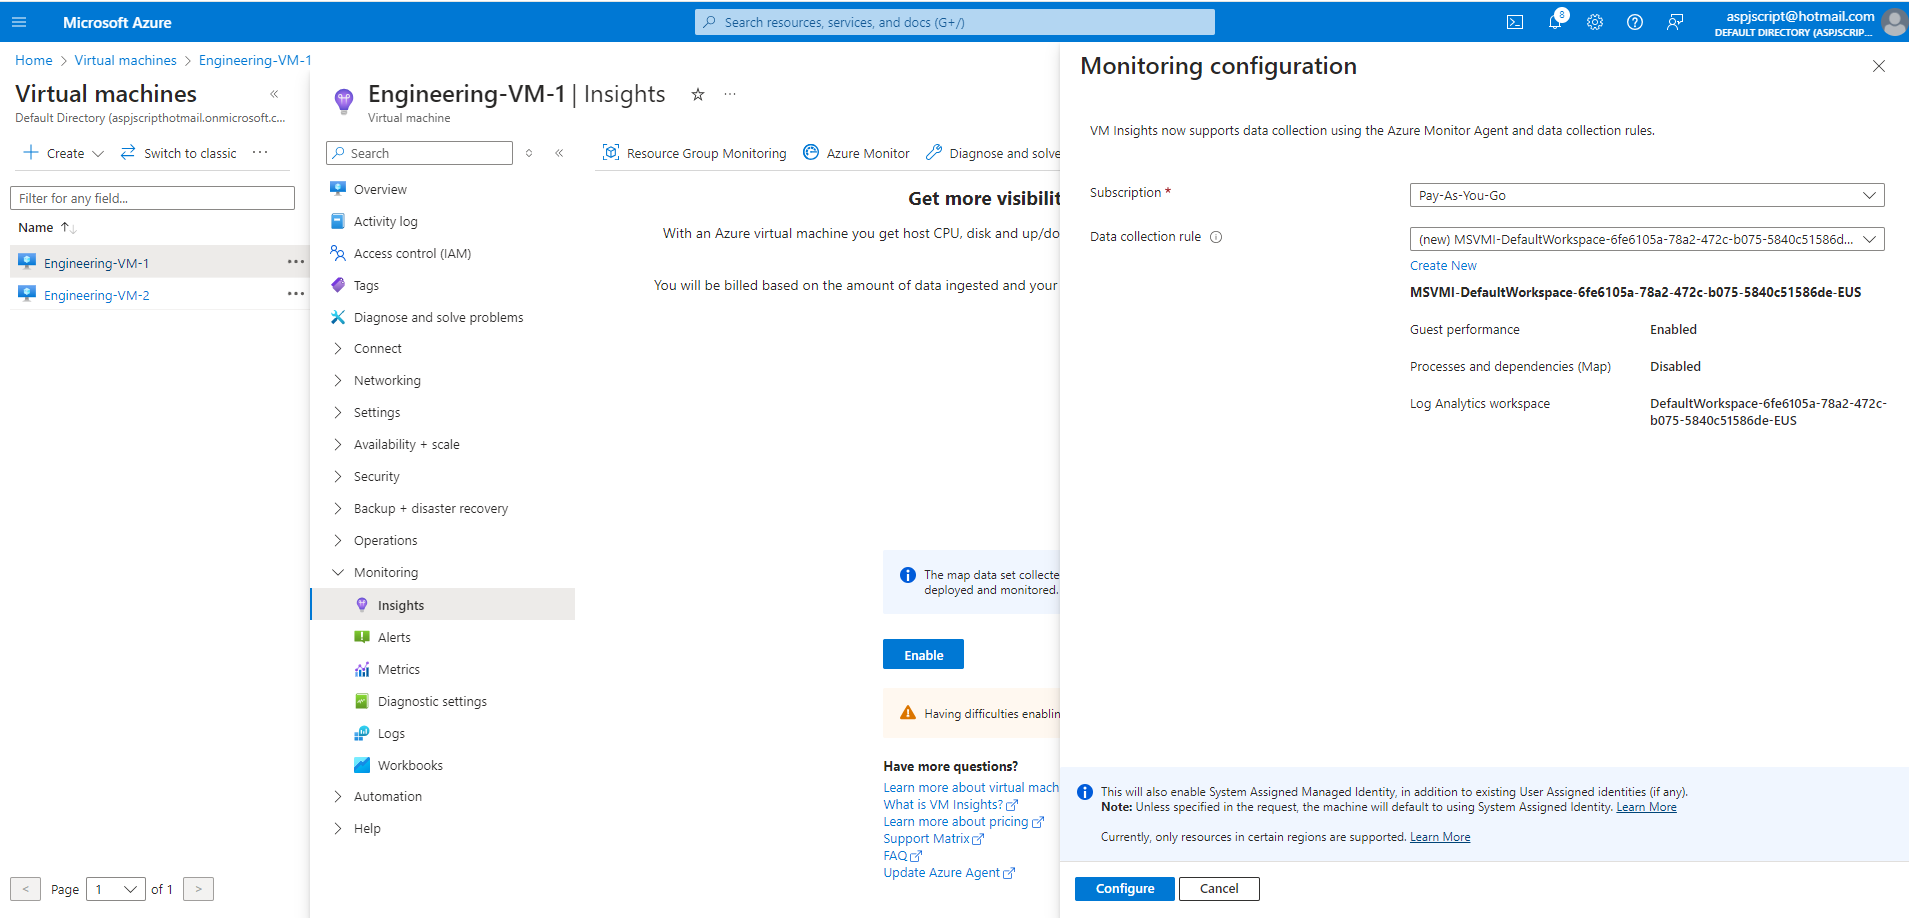 Microsoft Azure
Search resources, services, and docs (G+/)
8
aspjscript@hotmail.com
DEFAULT DIRECTORY (ASPJSCRIP...
Home > Virtual machines > Engineering-VM-1
Virtual machines
Default Directory (aspjscripthotmail.onmicrosoft.c...
Create
Switch to classic
Filter for any field...
Name
Engineering-VM-1
Engineering-VM-2
< Page 1 of 1 >
Engineering-VM-1 | Insights
Virtual machine
Search
Overview
Activity log
Access control (IAM)
Tags
Diagnose and solve problems
Connect
Networking
Settings
Availability + scale
Security
Backup + disaster recovery
Operations
Monitoring
Insights
Alerts
Metrics
Diagnostic settings
Logs
Workbooks
Automation
Help
Resource Group Monitoring
Azure Monitor
Diagnose and solve
Get more visibilit
With an Azure virtual machine you get host CPU, disk and up/do
You will be billed based on the amount of data ingested and your
The map data set collecte
deployed and monitored.
Enable
Having difficulties enablin
Have more questions?
Learn more about virtual mach
What is VM Insights?
Learn more about pricing
Support Matrix
FAQ
Update Azure Agent
Monitoring configuration
VM Insights now supports data collection using the Azure Monitor Agent and data collection rules.
Subscription *
Pay-As-You-Go
Data collection rule
(new) MSVMI-DefaultWorkspace-6fe6105a-78a2-472c-b075-5840c51586d...
Create New
MSVMI-DefaultWorkspace-6fe6105a-78a2-472c-b075-5840c51586de-EUS
Guest performance Enabled
Processes and dependencies (Map) Disabled
Log Analytics workspace DefaultWorkspace-6fe6105a-78a2-472c-
b075-5840c51586de-EUS
This will also enable System Assigned Managed Identity, in addition to existing User Assigned identities (if any).
Note: Unless specified in the request, the machine will default to using System Assigned Identity. Learn More
Currently, only resources in certain regions are supported. Learn More
Configure
Cancel